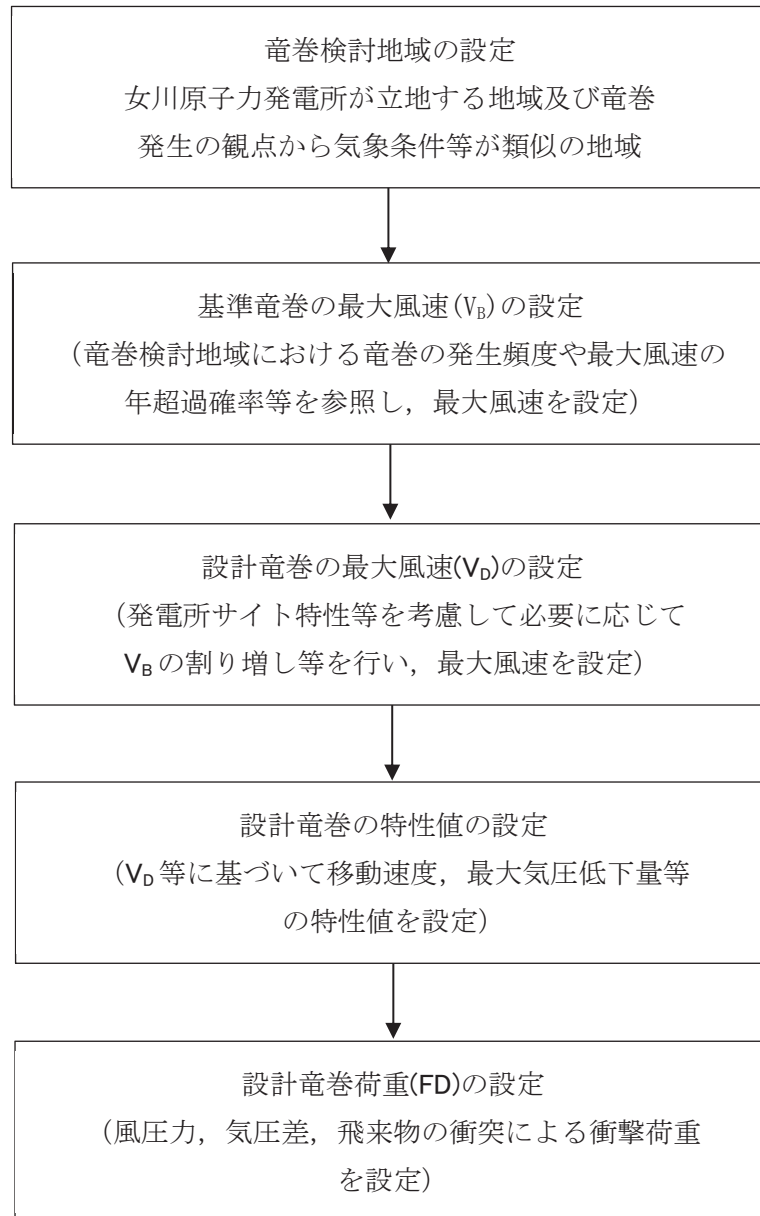 竜巻検討地域の設定
女川原子力発電所が立地する地域及び竜巻
発生の観点から気象条件等が類似の地域
基準竜巻の最大風速(VB)の設定
(竜巻検討地域における竜巻の発生頻度や最大風速の
年超過確率等を参照し,最大風速を設定)
設計竜巻の最大風速(VD)の設定
(発電所サイト特性等を考慮して必要に応じて
VBの割り増し等を行い,最大風速を設定)
設計竜巻の特性値の設定
(VD等に基づいて移動速度,最大気圧低下量等
の特性値を設定)
設計竜巻荷重(FD)の設定
(風圧力,気圧差,飛来物の衝突による衝撃荷重
を設定)